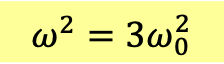 ω² = 3ω₀²